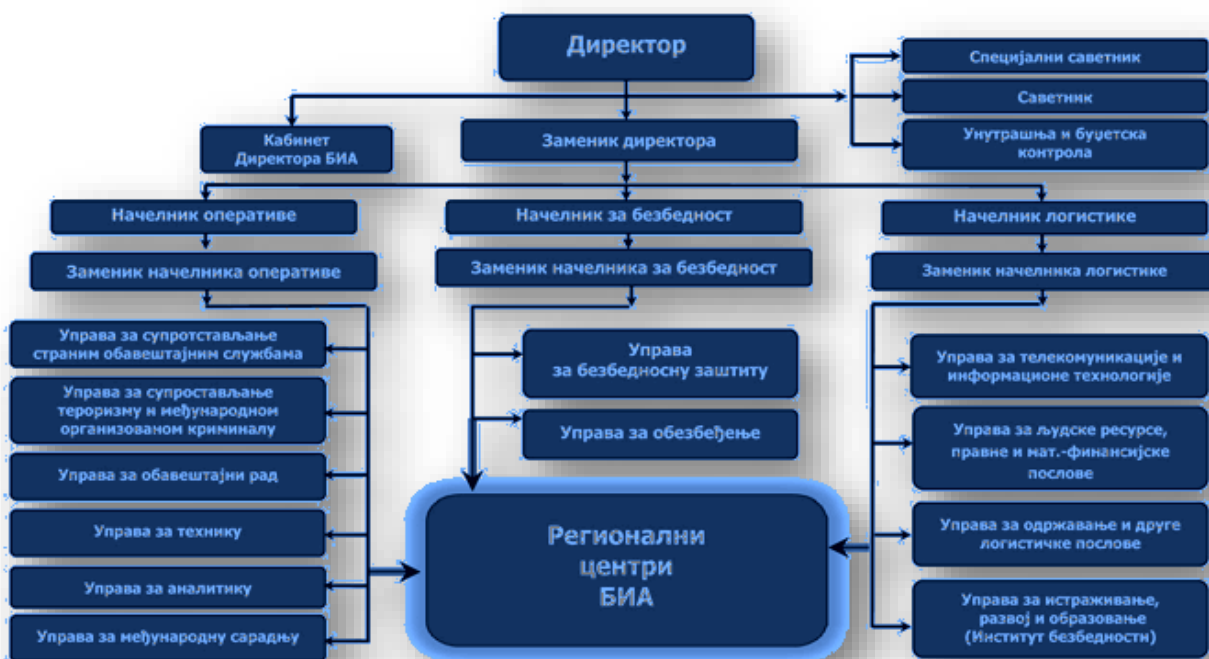 Директор
Специјални саветник
Саветник
Унутрашња и буџетска
контрола
Кабинет
Директора БИА
Заменик директора
Начелник оперативе
Начелник за безбедност
Начелник логистике
Заменик начелника оперативе
Заменик начелника за безбедност
Заменик начелника логистике
Управа за супротстављање
страним обавештајним службама
Управа за супростављање
тероризму и међународном
организованом криминалу
Управа за обавештајни рад
Управа за технику
Управа за аналитику
Управа за међународну сарадњу
Управа
за безбедносну заштиту
Управа за обезбеђење
Регионални
центри
БИА
Управа за телекомуникације и
информационе технологије
Управа за људске ресурсе,
правне и мат.-финансијске
послове
Управа за одржавање и друге
логистичке послове
Управа за истраживање,
развој и образовање
(Институт безбедности)